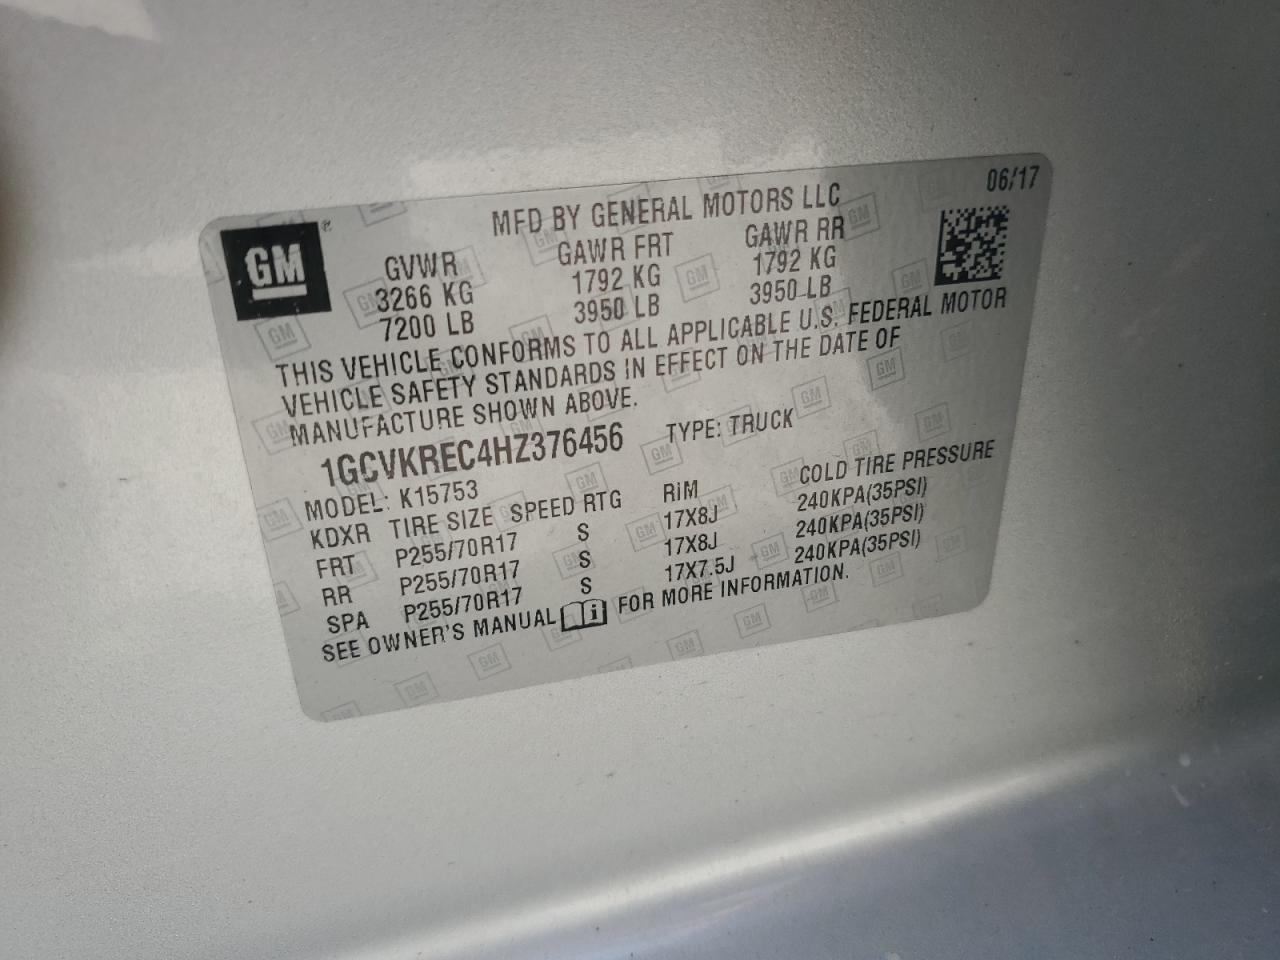 06/17
MFD BY GENERAL MOTORS LLC
GM ®
GVWR GAWR FRT GAWR RR
3266 KG 1792 KG 1792 KG
7200 LB 3950 LB 3950 LB
THIS VEHICLE CONFORMS TO ALL APPLICABLE U.S. FEDERAL MOTOR
VEHICLE SAFETY STANDARDS IN EFFECT ON THE DATE OF
MANUFACTURE SHOWN ABOVE.
1GCVKREC4HZ376456 TYPE: TRUCK
MODEL: K15753
KDXR TIRE SIZE SPEED RTG RIM COLD TIRE PRESSURE
FRT P255/70R17 S 17X8J 240KPA(35PSI)
RR P255/70R17 S 17X8J 240KPA(35PSI)
SPA P255/70R17 S 17X7.5J 240KPA(35PSI)
SEE OWNER'S MANUAL i FOR MORE INFORMATION.